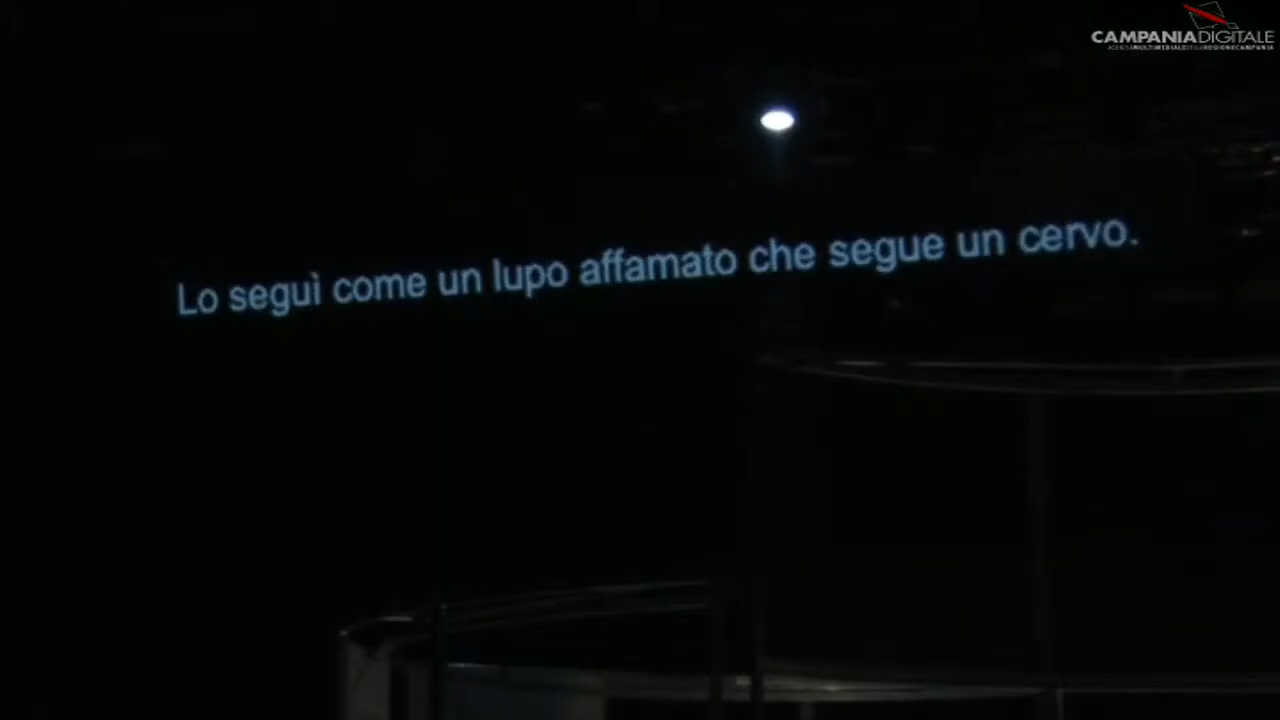 CAMPANIADIGITALE
Lo seguì come un lupo affamato che segue un cervo.